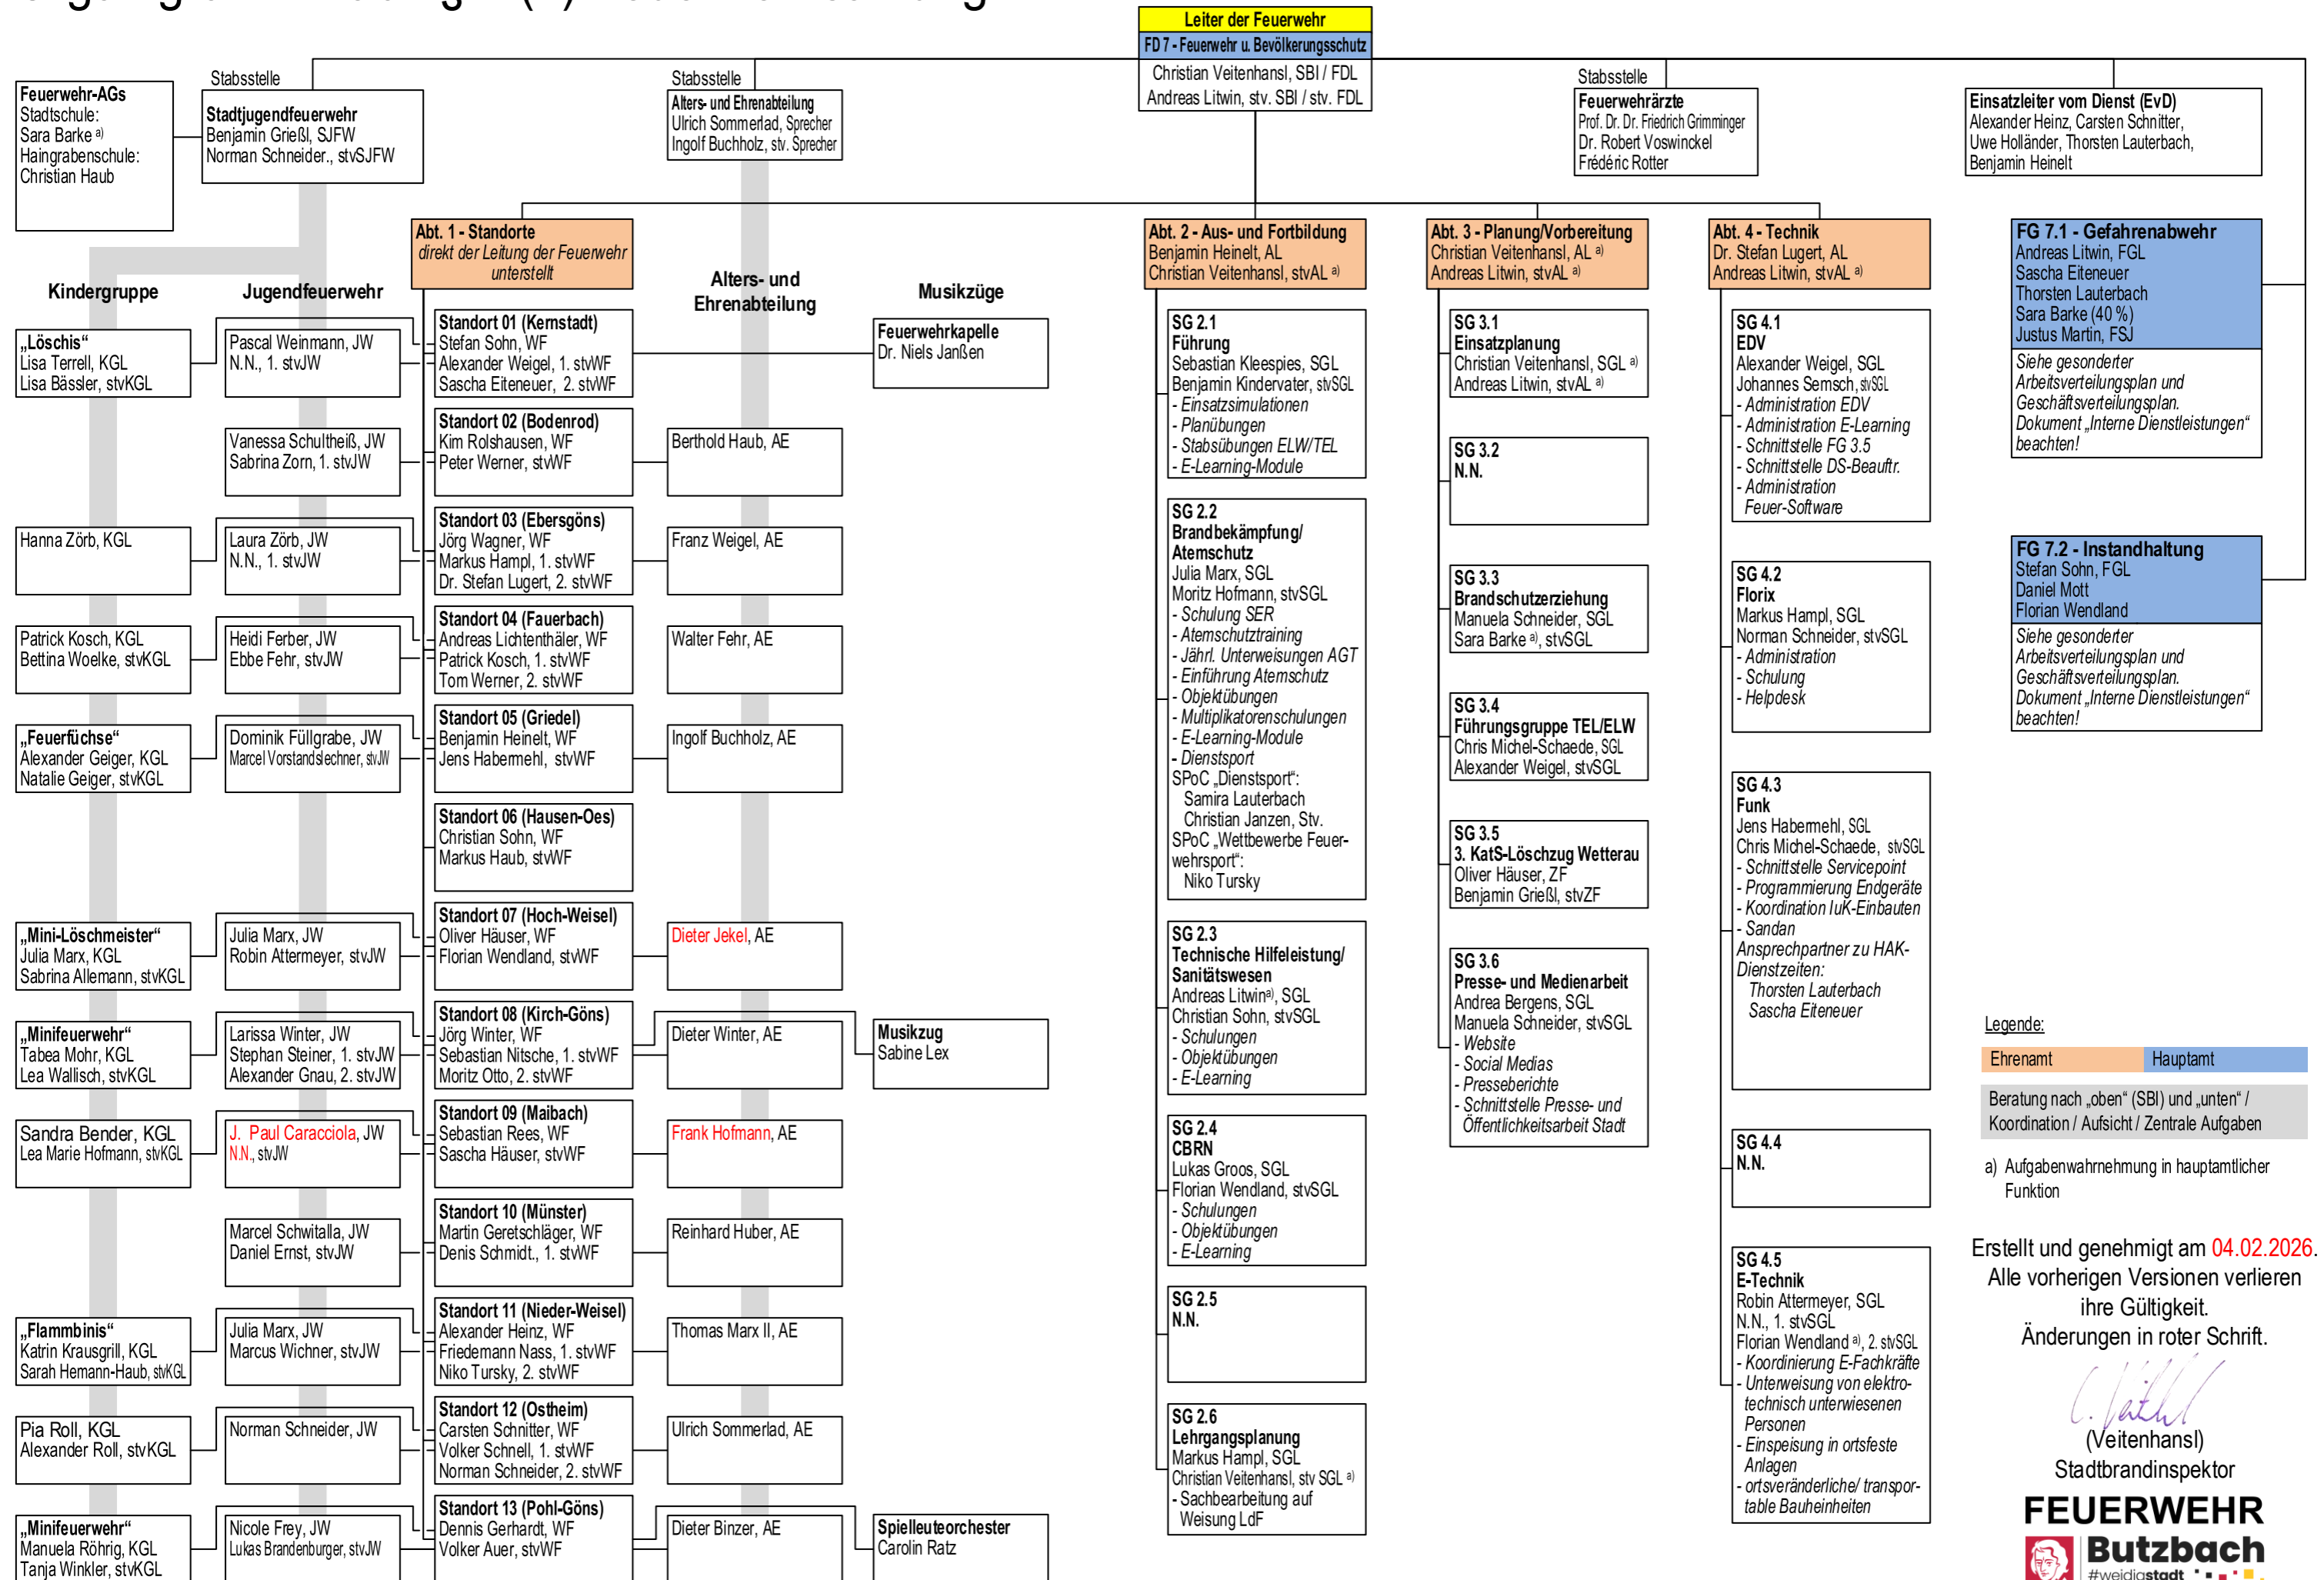 Leiter der Feuerwehr
FD 7 - Feuerwehr u. Bevölkerungsschutz
Christian Veitenhansl, SBI / FDL
Andreas Litwin, stv. SBI / stv. FDL
Feuerwehr-AGs
Stadtschule:
Sara Barke a)
Haingrabenschule:
Christian Haub
Stabsstelle
Stadtjugendfeuerwehr
Benjamin Grießl, SJFW
Norman Schneider., stvSJFW
Stabsstelle
Alters- und Ehrenabteilung
Ulrich Sommerlad, Sprecher
Ingolf Buchholz, stv. Sprecher
Stabsstelle
Feuerwehrärzte
Prof. Dr. Dr. Friedrich Grimminger
Dr. Robert Voswinckel
Frédéric Rotter
Einsatzleiter vom Dienst (EvD)
Alexander Heinz, Carsten Schnitter,
Uwe Holländer, Thorsten Lauterbach,
Benjamin Heinelt
Kindergruppe
„Löschis“
Lisa Terrell, KGL
Lisa Bässler, stvKGL
Hanna Zörb, KGL
Patrick Kosch, KGL
Bettina Woelke, stvKGL
„Feuerfüchse“
Alexander Geiger, KGL
Natalie Geiger, stvKGL
„Mini-Löschmeister“
Julia Marx, KGL
Sabrina Allemann, stvKGL
„Minifeuerwehr“
Tabea Mohr, KGL
Lea Wallisch, stvKGL
Sandra Bender, KGL
Lea Marie Hofmann, stvKGL
„Flammbinis“
Katrin Krausgrill, KGL
Sarah Hemann-Haub, stvKGL
Pia Roll, KGL
Alexander Roll, stvKGL
„Minifeuerwehr“
Manuela Röhrig, KGL
Tanja Winkler, stvKGL
Jugendfeuerwehr
Pascal Weinmann, JW
N.N., 1. stvJW
Vanessa Schultheiß, JW
Sabrina Zorn, 1. stvJW
Laura Zörb, JW
N.N., 1. stvJW
Heidi Ferber, JW
Ebbe Fehr, stvJW
Dominik Füllgrabe, JW
Marcel Vorstandslechner, stvJW
Julia Marx, JW
Robin Attermeyer, stvJW
Larissa Winter, JW
Stephan Steiner, 1. stvJW
Alexander Gnau, 2. stvJW
J. Paul Caracciola, JW
N.N., stvJW
Marcel Schwitalla, JW
Daniel Ernst, stvJW
Julia Marx, JW
Marcus Wichner, stvJW
Norman Schneider, JW
Nicole Frey, JW
Lukas Brandenburger, stvJW
Abt. 1 - Standorte
direkt der Leitung der Feuerwehr
unterstellt
Standort 01 (Kernstadt)
Stefan Sohn, WF
Alexander Weigel, 1. stvWF
Sascha Eiteneuer, 2. stvWF
Standort 02 (Bodenrod)
Kim Rolshausen, WF
Peter Werner, stvWF
Standort 03 (Ebersgöns)
Jörg Wagner, WF
Markus Hampl, 1. stvWF
Dr. Stefan Lugert, 2. stvWF
Standort 04 (Fauerbach)
Andreas Lichtenthäler, WF
Patrick Kosch, 1. stvWF
Tom Werner, 2. stvWF
Standort 05 (Griedel)
Benjamin Heinelt, WF
Jens Habermehl, stvWF
Standort 06 (Hausen-Oes)
Christian Sohn, WF
Markus Haub, stvWF
Standort 07 (Hoch-Weisel)
Oliver Häuser, WF
Florian Wendland, stvWF
Standort 08 (Kirch-Göns)
Jörg Winter, WF
Sebastian Nitsche, 1. stvWF
Moritz Otto, 2. stvWF
Standort 09 (Maibach)
Sebastian Rees, WF
Sascha Häuser, stvWF
Standort 10 (Münster)
Martin Geretschläger, WF
Denis Schmidt., 1. stvWF
Standort 11 (Nieder-Weisel)
Alexander Heinz, WF
Friedemann Nass, 1. stvWF
Niko Tursky, 2. stvWF
Standort 12 (Ostheim)
Carsten Schnitter, WF
Volker Schnell, 1. stvWF
Norman Schneider, 2. stvWF
Standort 13 (Pohl-Göns)
Dennis Gerhardt, WF
Volker Auer, stvWF
Alters- und
Ehrenabteilung
Berthold Haub, AE
Franz Weigel, AE
Walter Fehr, AE
Ingolf Buchholz, AE
Dieter Jekel, AE
Dieter Winter, AE
Frank Hofmann, AE
Reinhard Huber, AE
Thomas Marx II, AE
Ulrich Sommerlad, AE
Dieter Binzer, AE
Musikzüge
Feuerwehrkapelle
Dr. Niels Janßen
Musikzug
Sabine Lex
Spielleuteorchester
Carolin Ratz
Abt. 2 - Aus- und Fortbildung
Benjamin Heinelt, AL
Christian Veitenhansl, stvAL a)
SG 2.1
Führung
Sebastian Kleespies, SGL
Benjamin Kindervater, stvSGL
- Einsatzsimulationen
- Planübungen
- Stabsübungen ELW/TEL
- E-Learning-Module
SG 2.2
Brandbekämpfung/
Atemschutz
Julia Marx, SGL
Moritz Hofmann, stvSGL
- Schulung SER
- Atemschutztraining
- Jährl. Unterweisungen AGT
- Einführung Atemschutz
- Objektübungen
- Multiplikatorenschulungen
- E-Learning-Module
- Dienstsport
SPoC „Dienstsport“:
Samira Lauterbach
Christian Janzen, Stv.
SPoC „Wettbewerbe Feuer-
wehrsport“:
Niko Tursky
SG 2.3
Technische Hilfeleistung/
Sanitätswesen
Andreas Litwin a), SGL
Christian Sohn, stvSGL
- Schulungen
- Objektübungen
- E-Learning
SG 2.4
CBRN
Lukas Groos, SGL
Florian Wendland, stvSGL
- Schulungen
- Objektübungen
- E-Learning
SG 2.5
N.N.
SG 2.6
Lehrgangsplanung
Markus Hampl, SGL
Christian Veitenhansl, stv SGL a)
- Sachbearbeitung auf
Weisung LdF
Abt. 3 - Planung/Vorbereitung
Christian Veitenhansl, AL a)
Andreas Litwin, stvAL a)
SG 3.1
Einsatzplanung
Christian Veitenhansl, SGL a)
Andreas Litwin, stvAL a)
SG 3.2
N.N.
SG 3.3
Brandschutzerziehung
Manuela Schneider, SGL
Sara Barke a), stvSGL
SG 3.4
Führungsgruppe TEL/ELW
Chris Michel-Schaede, SGL
Alexander Weigel, stvSGL
SG 3.5
3. KatS-Löschzug Wetterau
Oliver Häuser, ZF
Benjamin Grießl, stvZF
SG 3.6
Presse- und Medienarbeit
Andrea Bergens, SGL
Manuela Schneider, stvSGL
- Website
- Social Medias
- Presseberichte
- Schnittstelle Presse- und
Öffentlichkeitsarbeit Stadt
Abt. 4 - Technik
Dr. Stefan Lugert, AL
Andreas Litwin, stvAL a)
SG 4.1
EDV
Alexander Weigel, SGL
Johannes Semsch, stvSGL
- Administration EDV
- Administration E-Learning
- Schnittstelle FG 3.5
- Schnittstelle DS-Beauftr.
- Administration
Feuer-Software
SG 4.2
Florix
Markus Hampl, SGL
Norman Schneider, stvSGL
- Administration
- Schulung
- Helpdesk
SG 4.3
Funk
Jens Habermehl, SGL
Chris Michel-Schaede, stvSGL
- Schnittstelle Servicepoint
- Programmierung Endgeräte
- Koordination IuK-Einbauten
- Sandan
Ansprechpartner zu HAK-
Dienstzeiten:
Thorsten Lauterbach
Sascha Eiteneuer
SG 4.4
N.N.
SG 4.5
E-Technik
Robin Attermeyer, SGL
N.N., 1. stvSGL
Florian Wendland a), 2. stvSGL
- Koordinierung E-Fachkräfte
- Unterweisung von elektro-
technisch unterwiesenen
Personen
- Einspeisung in ortsfeste
Anlagen
- ortsveränderliche/ transpor-
table Bauheinheiten
FG 7.1 - Gefahrenabwehr
Andreas Litwin, FGL
Sascha Eiteneuer
Thorsten Lauterbach
Sara Barke (40 %)
Justus Martin, FSJ
Siehe gesonderter
Arbeitsverteilungsplan und
Geschäftsverteilungsplan.
Dokument „Interne Dienstleistungen“
beachten!
FG 7.2 - Instandhaltung
Stefan Sohn, FGL
Daniel Mott
Florian Wendland
Siehe gesonderter
Arbeitsverteilungsplan und
Geschäftsverteilungsplan.
Dokument „Interne Dienstleistungen“
beachten!
Legende:
Ehrenamt
Hauptamt
Beratung nach „oben“ (SBI) und „unten“ /
Koordination / Aufsicht / Zentrale Aufgaben
a) Aufgabenwahrnehmung in hauptamtlicher
Funktion
Erstellt und genehmigt am 04.02.2026.
Alle vorherigen Versionen verlieren
ihre Gültigkeit.
Änderungen in roter Schrift.
(Veitenhansl)
Stadtbrandinspektor
FEUERWEHR
Butzbach
#weidigstadt